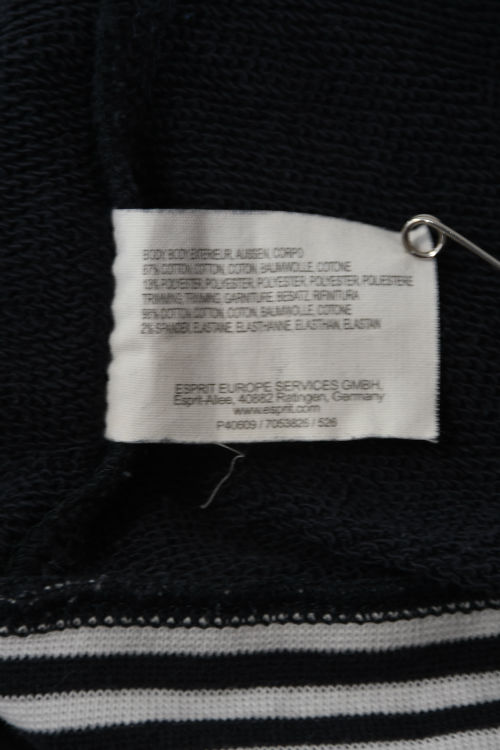 BODY BODY EXTERIEUR, AUSSEN, CORPO
87% COTTON, COTTON, COTON, BAUMWOLLE, COTONE
13% POLYESTER, POLYESTER, POLYESTER, POLYESTER, POLIESTERE
TRIMMING, TRIMMING, GARNITURE, BESATZ, RIFINITURA
98% COTTON, COTTON, COTON, BAUMWOLLE, COTONE
2% SPANDEX, ELASTANE, ELASTHANNE, ELASTHAN, ELASTAN
ESPRIT EUROPE SERVICES GMBH,
Esprit-Allee, 40882 Ratingen, Germany
www.esprit.com
P40609 / 7053825 / 526